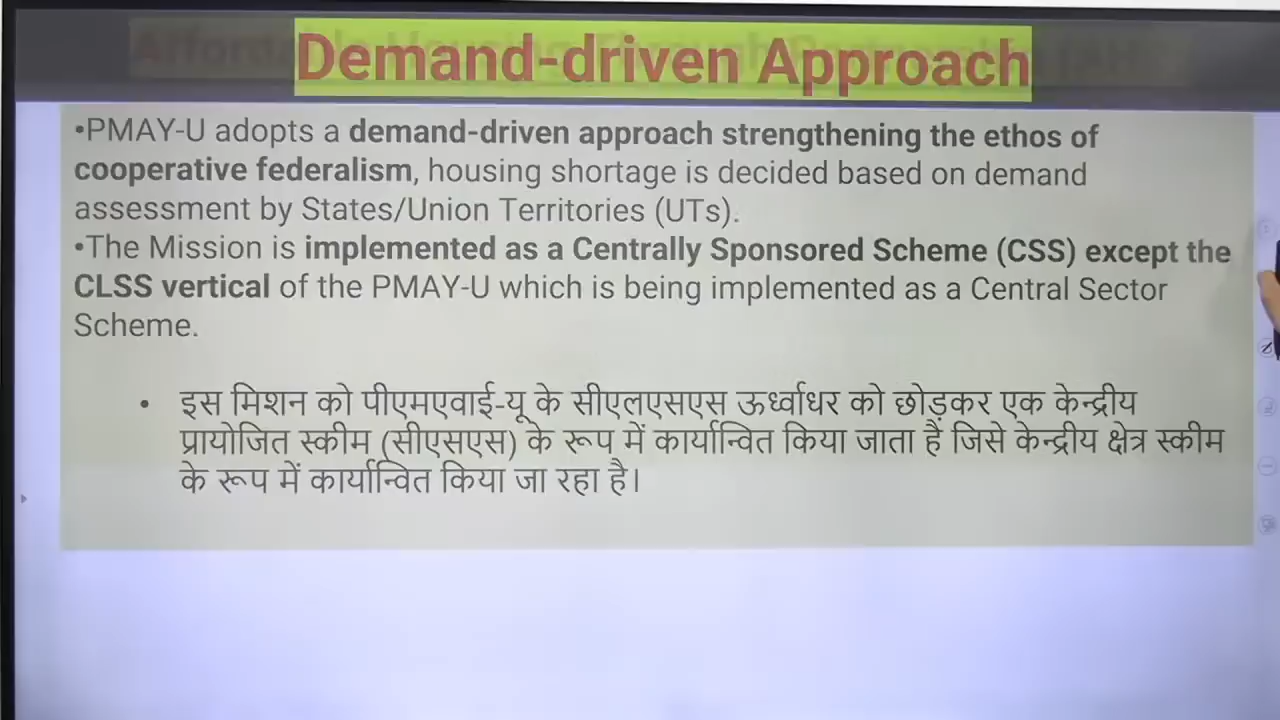 Demand-driven Approach
•PMAY-U adopts a demand-driven approach strengthening the ethos of
cooperative federalism, housing shortage is decided based on demand
assessment by States/Union Territories (UTs).
•The Mission is implemented as a Centrally Sponsored Scheme (CSS) except the
CLSS vertical of the PMAY-U which is being implemented as a Central Sector
Scheme.
• इस मिशन को पीएमएवाई-यू के सीएलएसएस ऊर्ध्वाधर को छोड़कर एक केन्द्रीय
प्रायोजित स्कीम (सीएसएस) के रूप में कार्यान्वित किया जाता है जिसे केन्द्रीय क्षेत्र स्कीम
के रूप में कार्यान्वित किया जा रहा है।